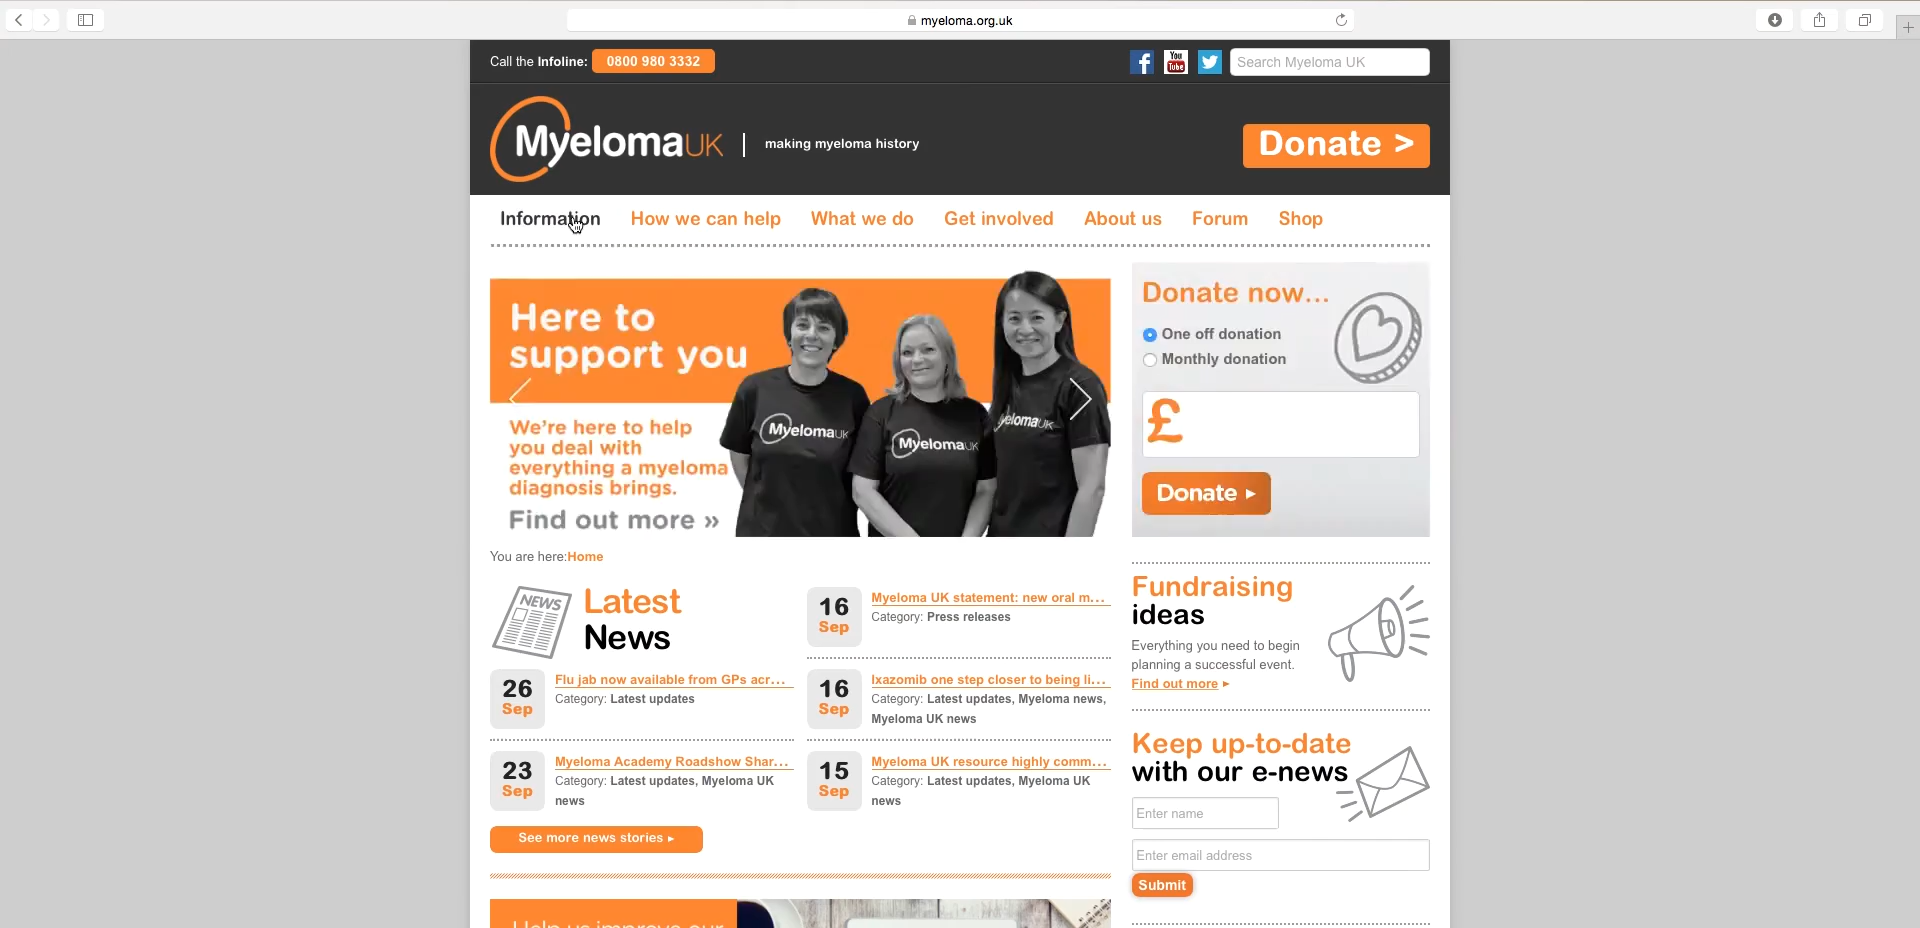 myeloma.org.uk
Call the Infoline: 0800 980 3332
Search Myeloma UK
You Tube
MyelomaUK
making myeloma history
Donate >
Information How we can help What we do Get involved About us Forum Shop
Here to
support you
We're here to help
you deal with
everything a myeloma
diagnosis brings.
Find out more »
MyelomaUK
MyelomaUK
MyelomaUK
Donate now...
One off donation
Monthly donation
£
Donate ▸
You are here:Home
NEWS
Latest
News
26
Sep
Flu jab now available from GPs acr...
Category: Latest updates
23
Sep
Myeloma Academy Roadshow Shar...
Category: Latest updates, Myeloma UK
news
16
Sep
Myeloma UK statement: new oral m...
Category: Press releases
16
Sep
Ixazomib one step closer to being li...
Category: Latest updates, Myeloma news,
Myeloma UK news
15
Sep
Myeloma UK resource highly comm...
Category: Latest updates, Myeloma UK
news
See more news stories ▸
Fundraising
ideas
Everything you need to begin
planning a successful event.
Find out more ▸
Keep up-to-date
with our e-news
Enter name
Enter email address
Submit
Help us improve our